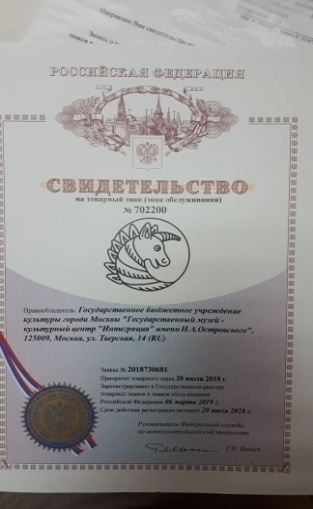 РОССИЙСКАЯ ФЕДЕРАЦИЯ
СВИДЕТЕЛЬСТВО
на товарный знак (знак обслуживания)
№ 702200
Правообладатель: Государственное бюджетное учреждение
культуры города Москвы "Государственный музей -
культурный центр "Интеграция" имени Н.А.Островского",
125009, Москва, ул. Тверская, 14 (RU)
Заявка № 2018730681
Приоритет товарного знака 20 июля 2018 г.
Зарегистрировано в Государственном реестре
товарных знаков и знаков обслуживания
Российской Федерации 06 марта 2019 г.
Срок действия регистрации истекает 20 июля 2028 г.
Руководитель Федеральной службы
по интеллектуальной собственности
Г.П. Ивлиев